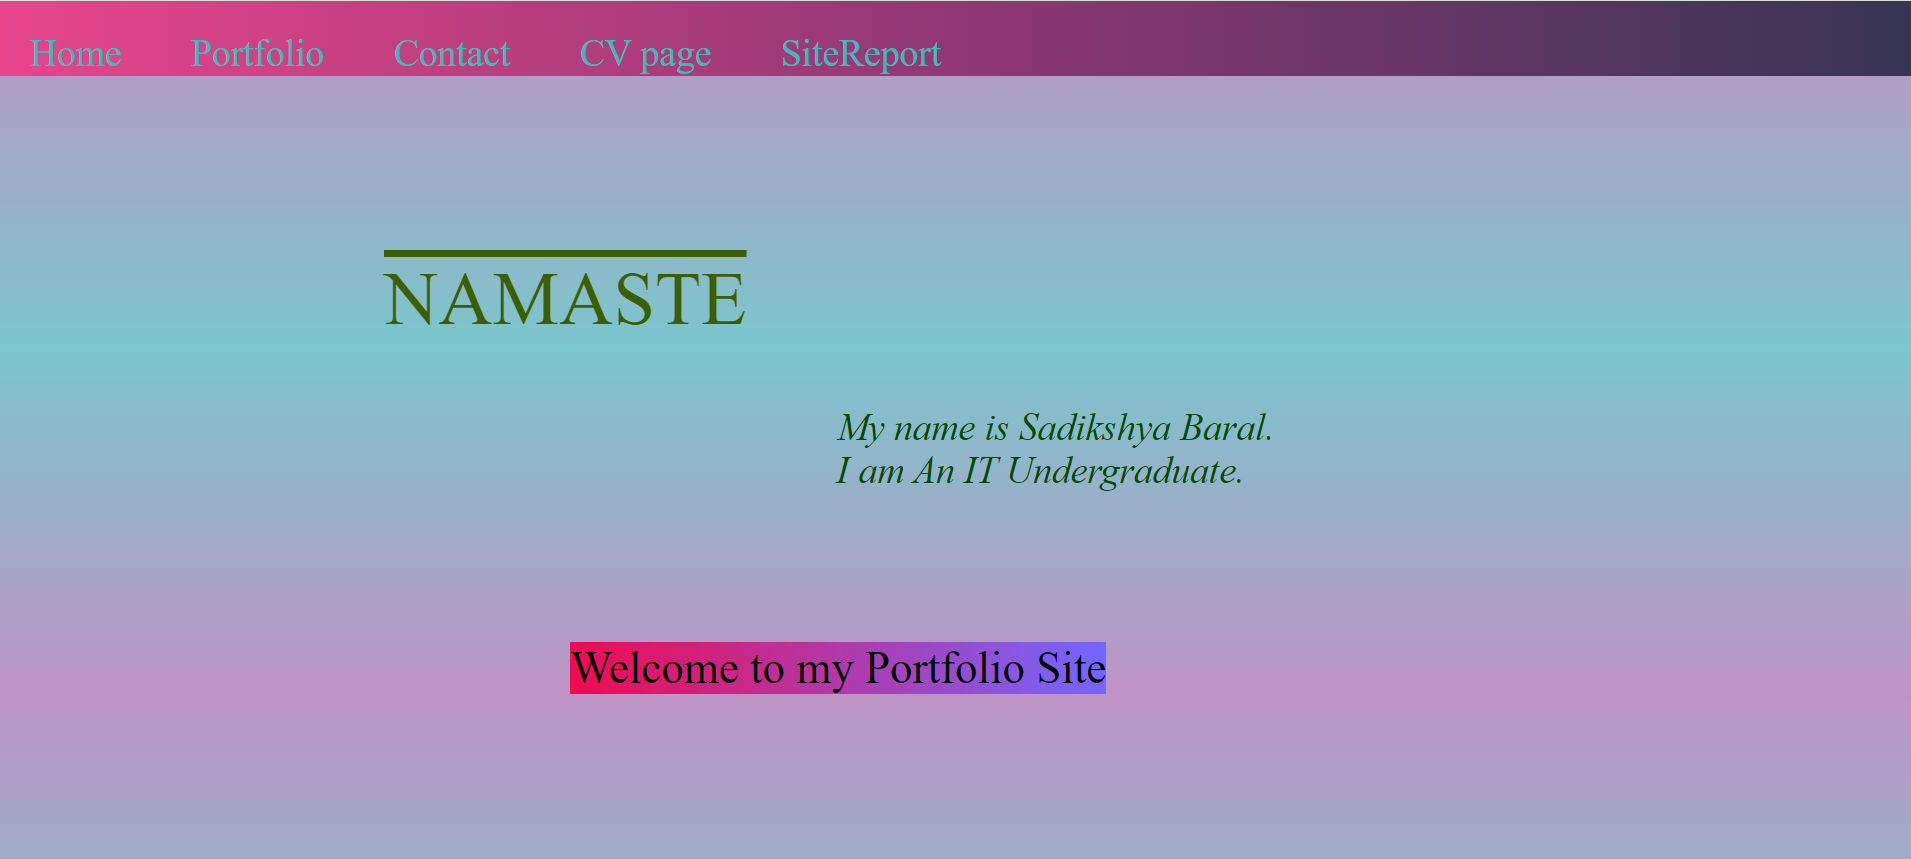 Home Portfolio Contact CV page SiteReport
NAMASTE
My name is Sadikshya Baral.
I am An IT Undergraduate.
Welcome to my Portfolio Site